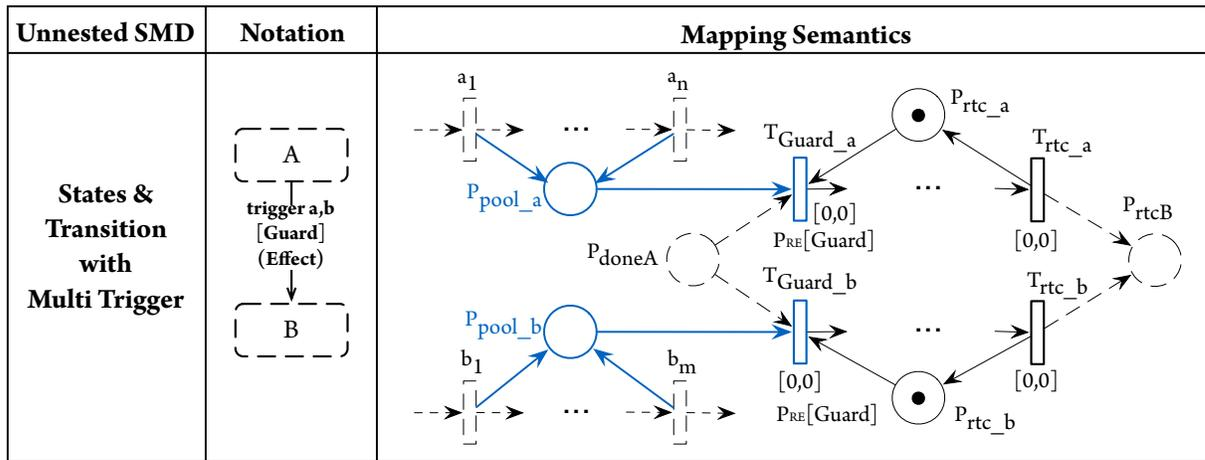 Unnested SMD
Notation
Mapping Semantics
States &
Transition
with
Multi Trigger
A
trigger a,b
[Guard]
(Effect)
B
a1
...
an
Ppool_a
TGuard_a
[0,0]
PRE[Guard]
Prtc_a
...
Trtc_a
[0,0]
PdoneA
PrtcB
Ppool_b
TGuard_b
[0,0]
PRE[Guard]
...
Trtc_b
[0,0]
Prtc_b
b1
...
bm